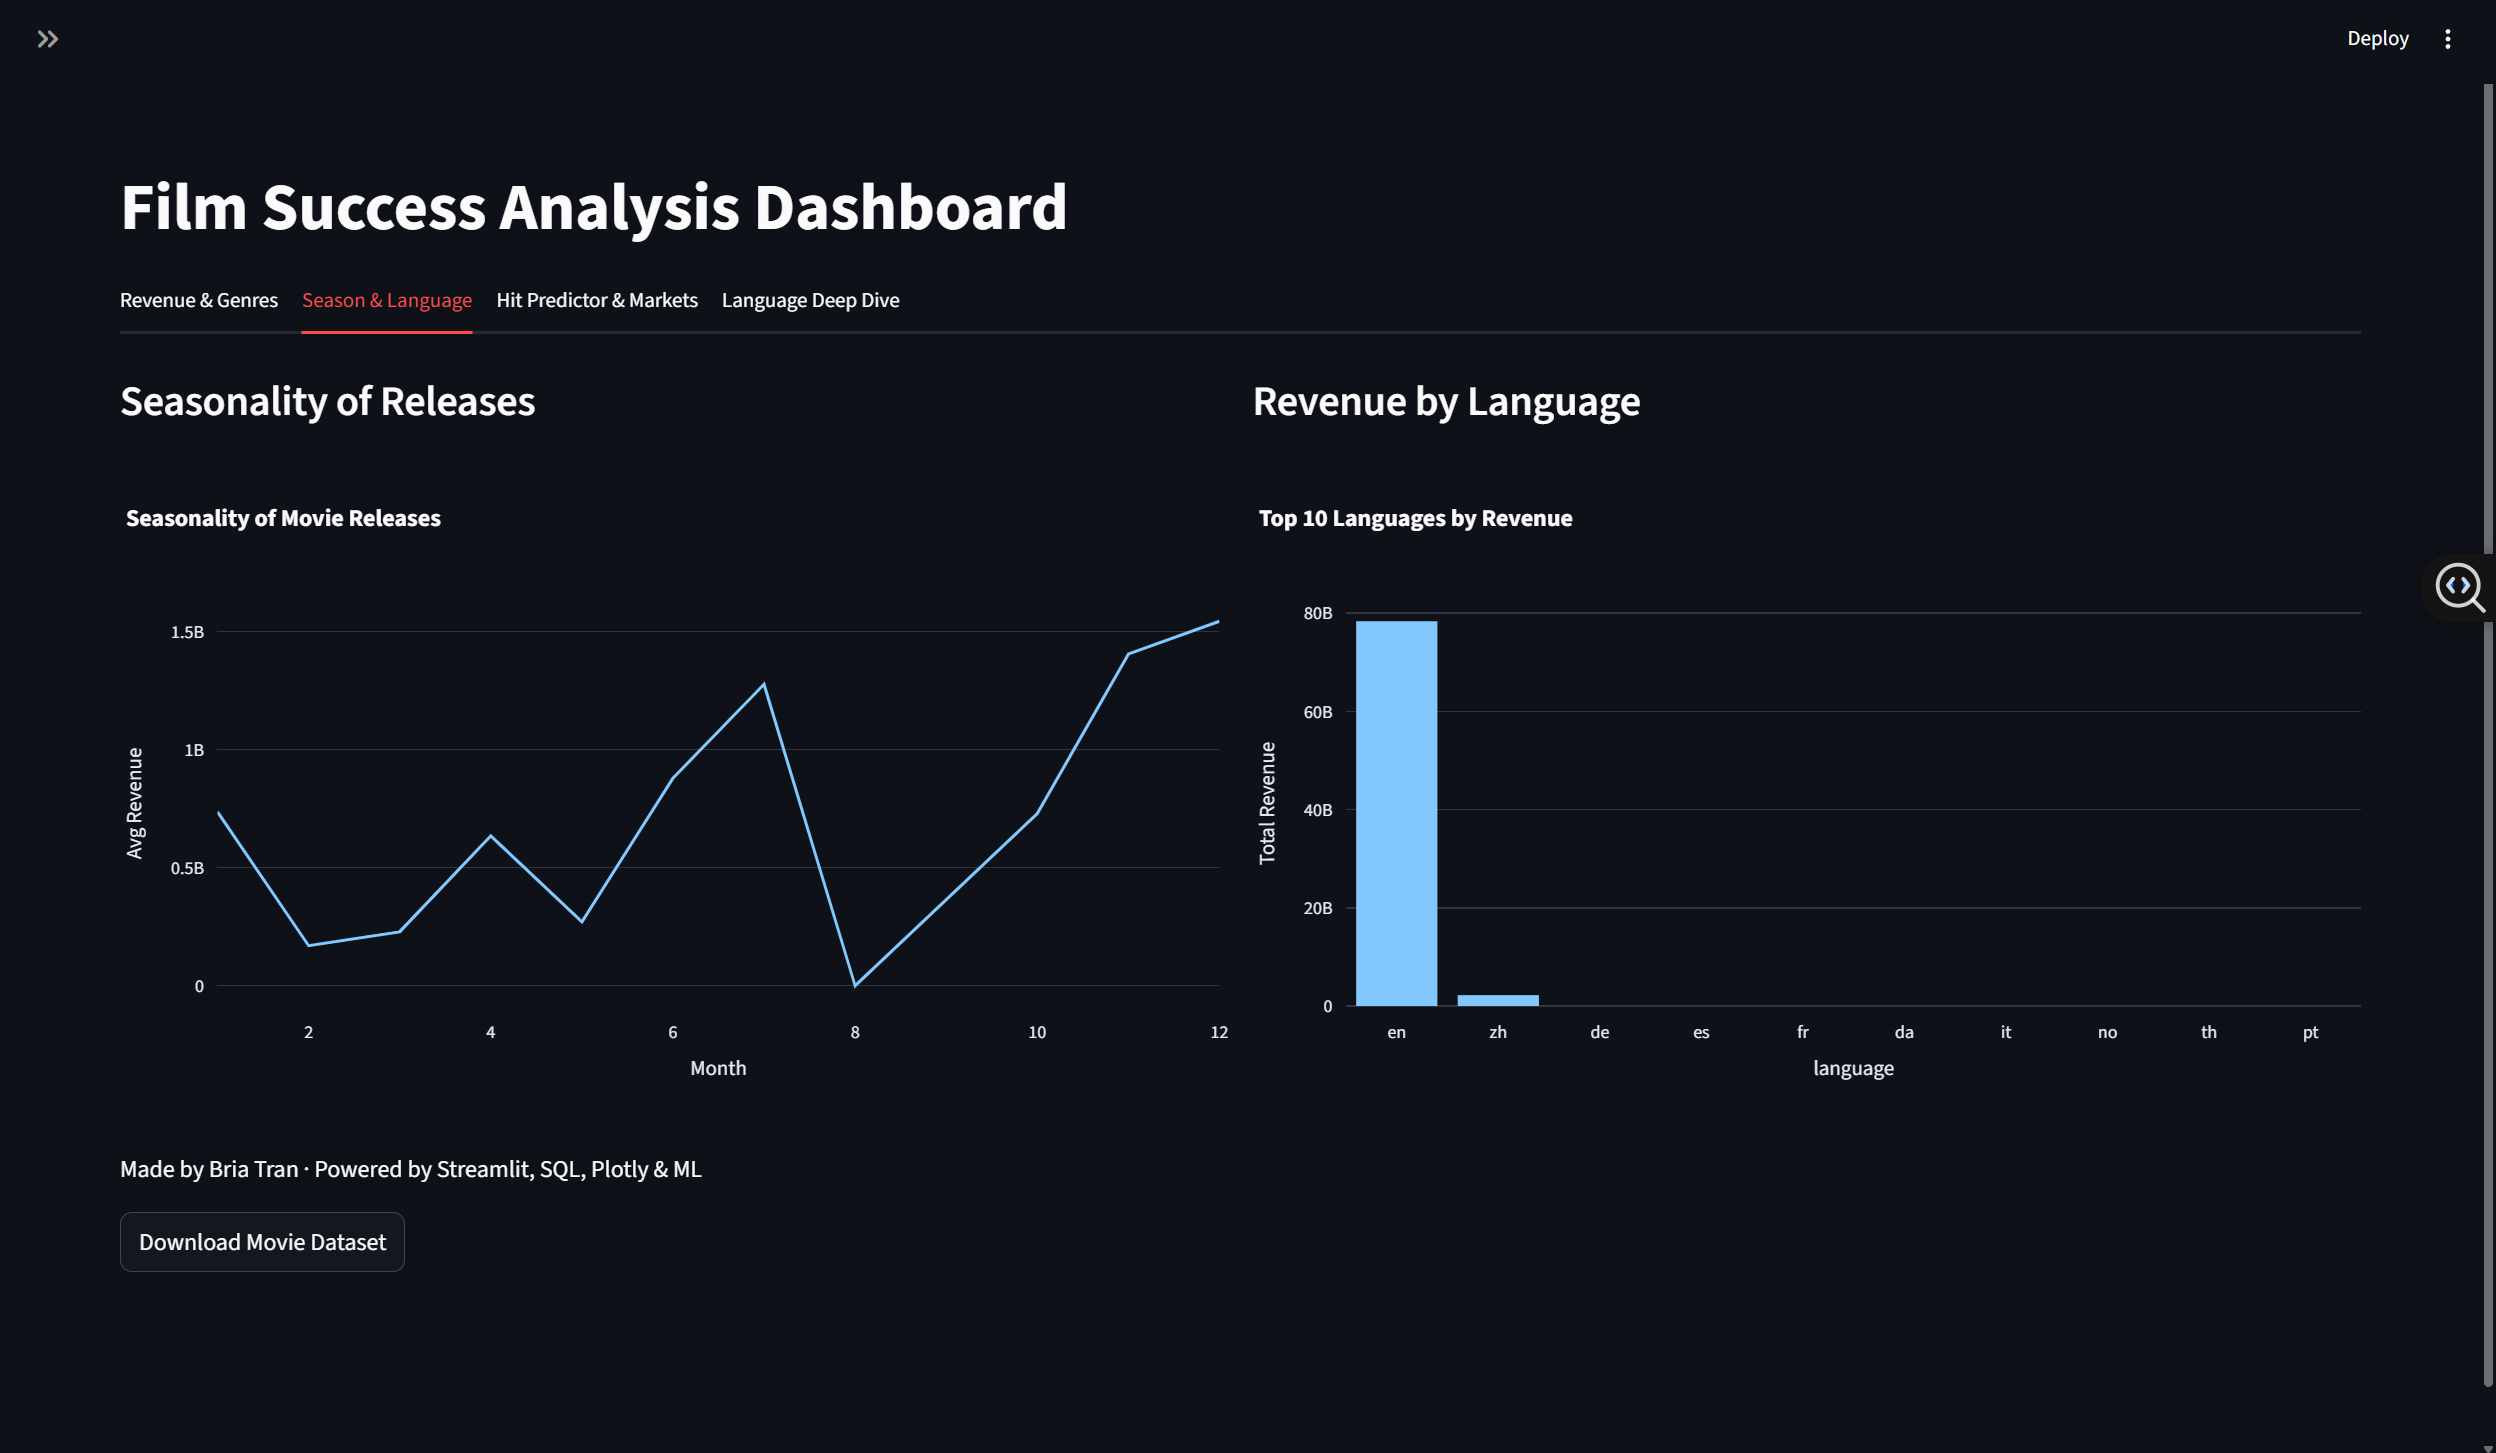 Deploy
Film Success Analysis Dashboard
Revenue & Genres
Season & Language
Hit Predictor & Markets
Language Deep Dive
Seasonality of Releases
Seasonality of Movie Releases
1.5B
1B
0.5B
0
Avg Revenue
2
4
6
8
10
12
Month
Revenue by Language
Top 10 Languages by Revenue
80B
60B
40B
20B
0
Total Revenue
en
zh
de
es
fr
da
it
no
th
pt
language
Made by Bria Tran · Powered by Streamlit, SQL, Plotly & ML
Download Movie Dataset